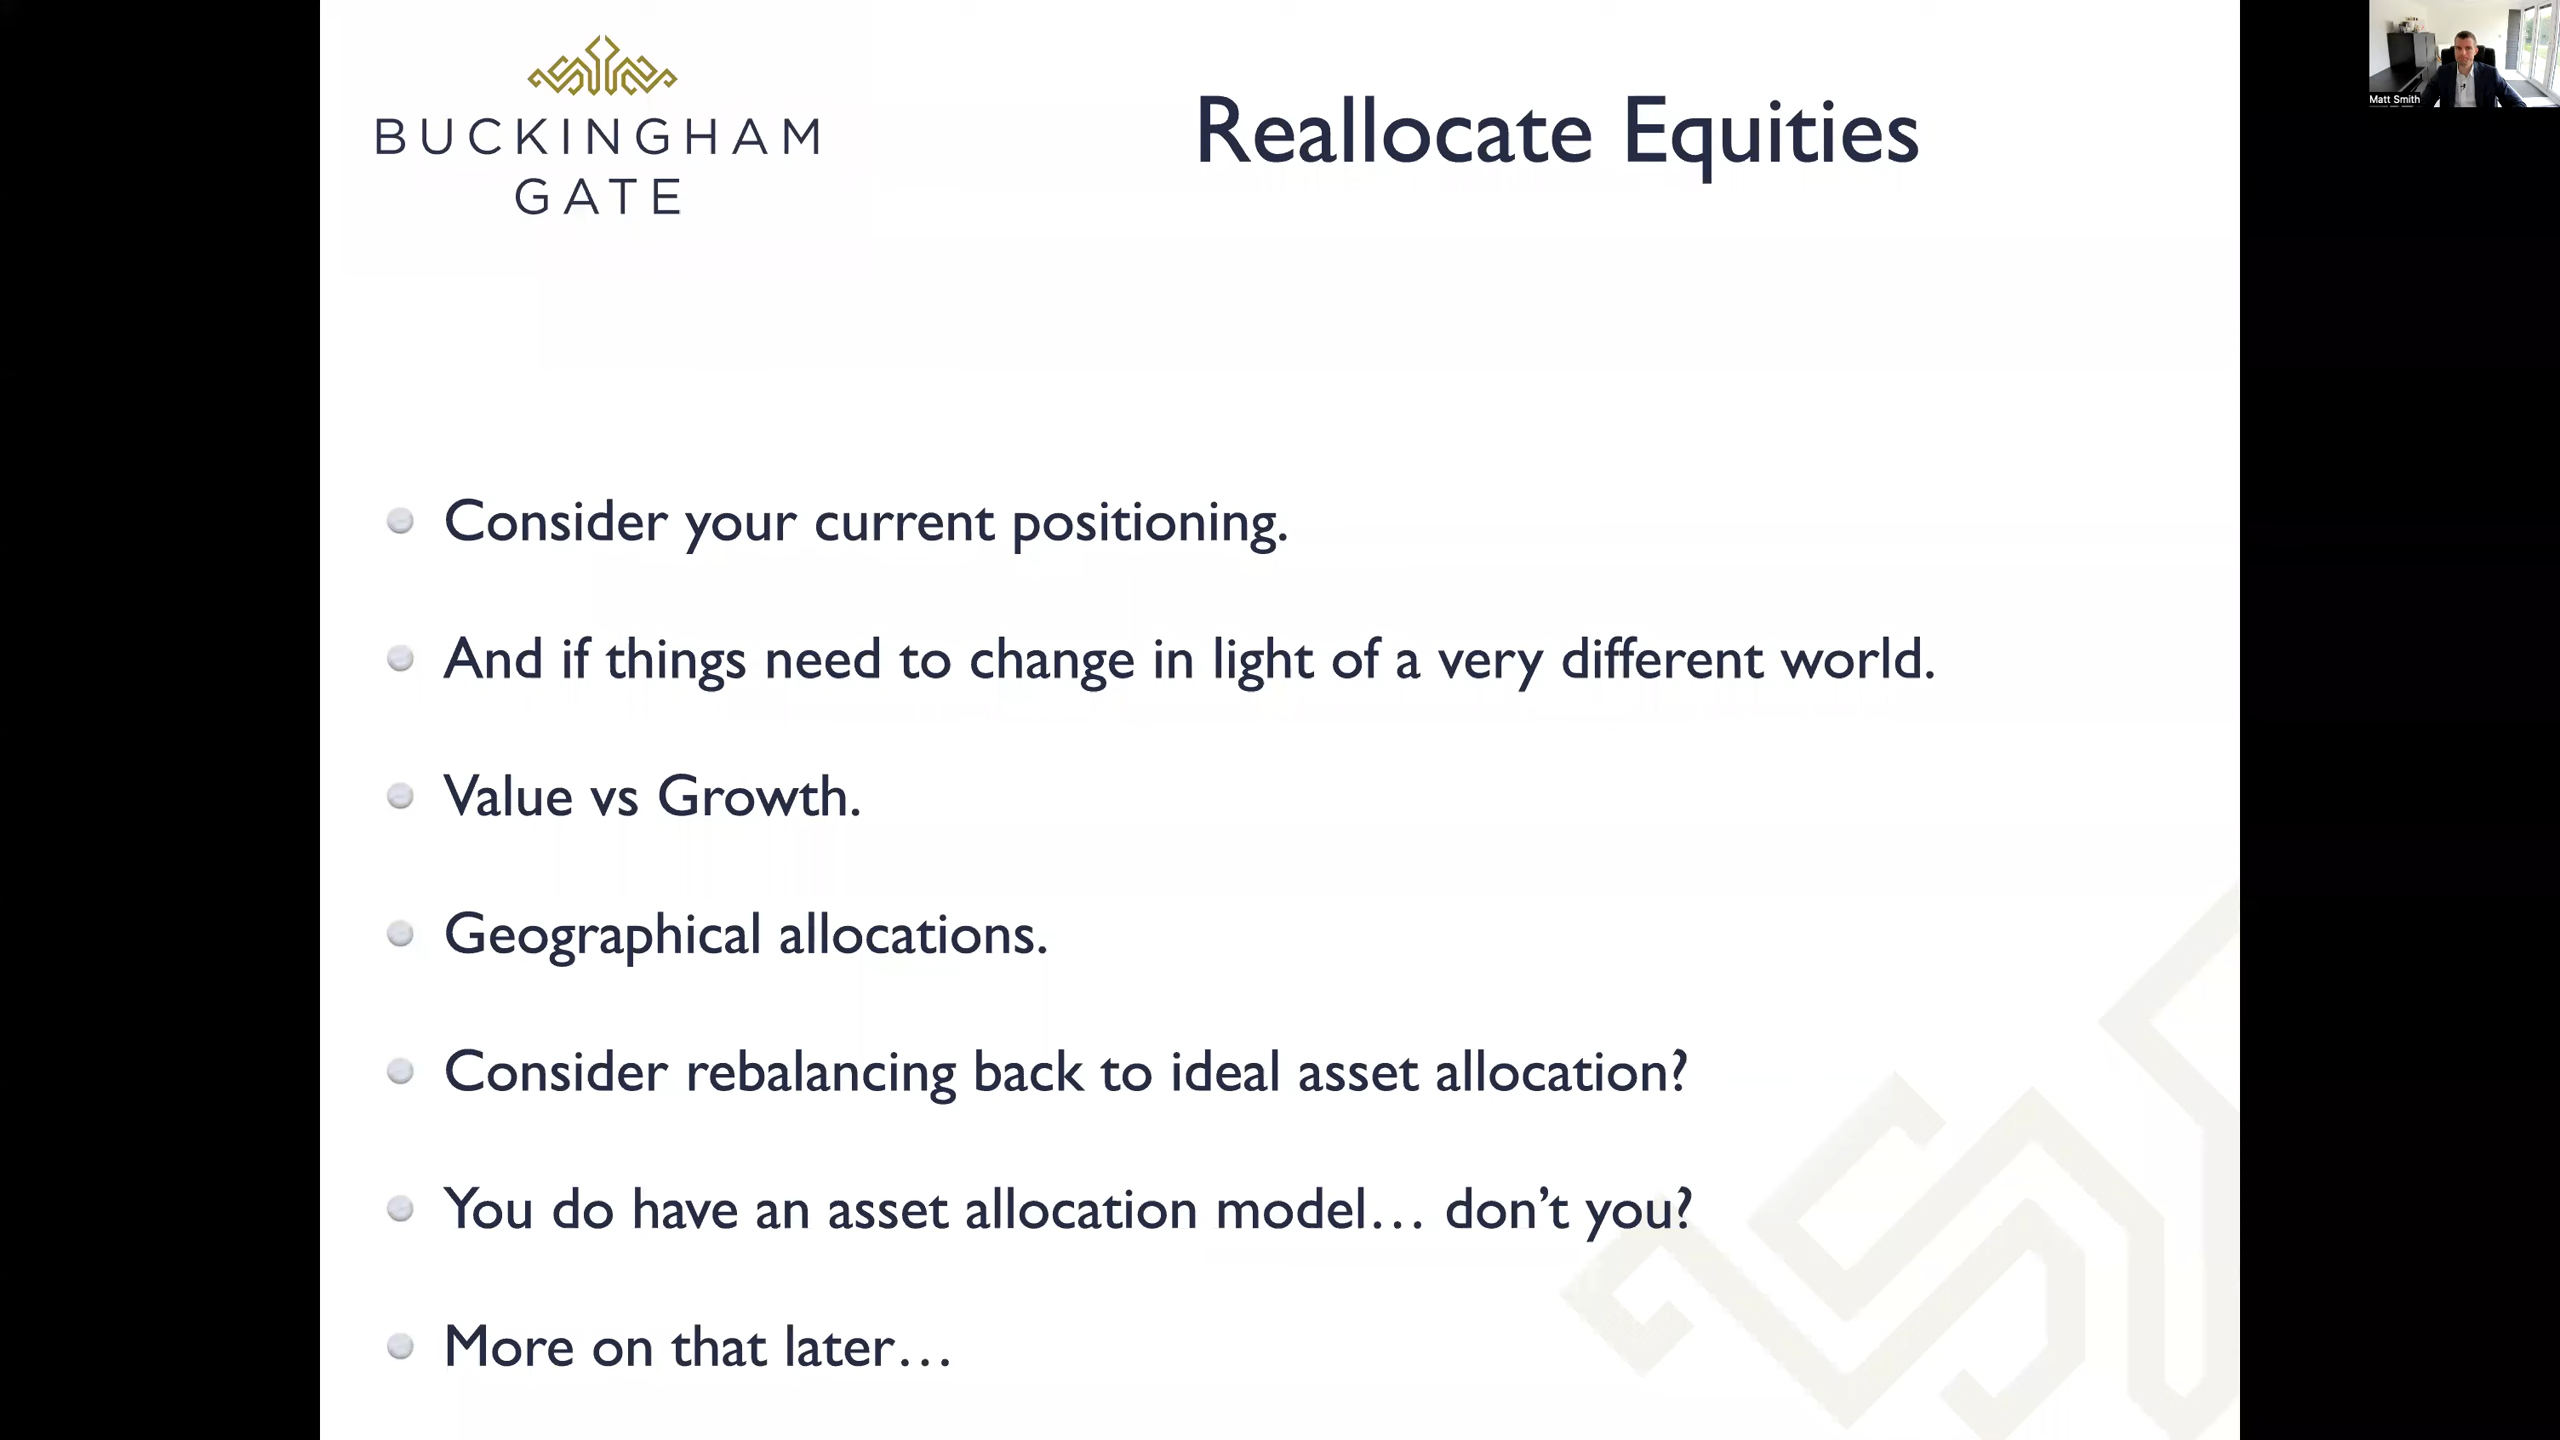 BUCKINGHAM
GATE
Reallocate Equities
Matt Smith
Consider your current positioning.
And if things need to change in light of a very different world.
Value vs Growth.
Geographical allocations.
Consider rebalancing back to ideal asset allocation?
You do have an asset allocation model… don’t you?
More on that later…